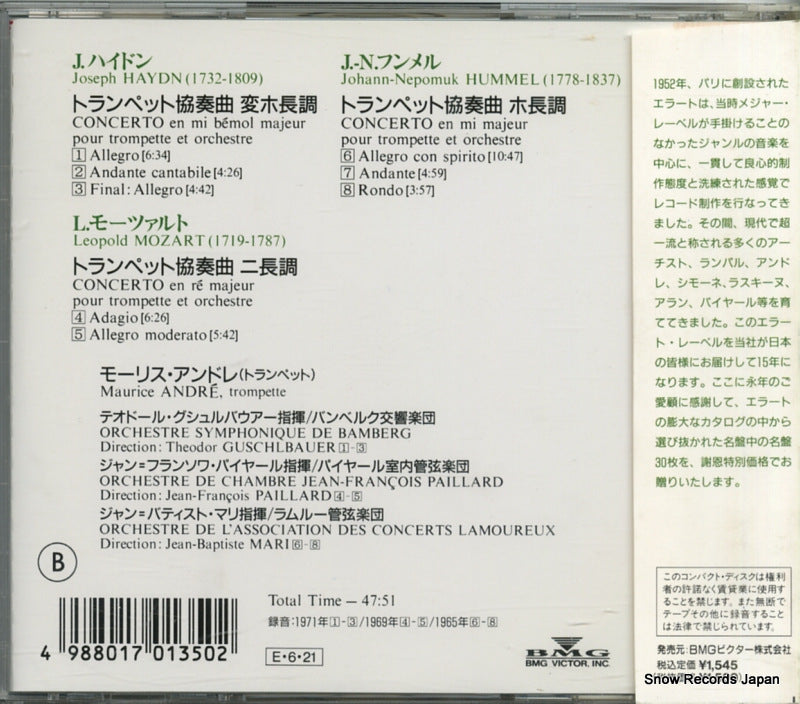 J.ハイドン
Joseph HAYDN (1732-1809)
トランペット協奏曲 変ホ長調
CONCERTO en mi bémol majeur
pour trompette et orchestre
1 Allegro [6:34]
2 Andante cantabile [4:26]
3 Final: Allegro [4:42]
L.モーツァルト
Leopold MOZART (1719-1787)
トランペット協奏曲 ニ長調
CONCERTO en ré majeur
pour trompette et orchestre
4 Adagio [6:26]
5 Allegro moderato [5:42]
J.-N.フンメル
Johann-Nepomuk HUMMEL (1778-1837)
トランペット協奏曲 ホ長調
CONCERTO en mi majeur
pour trompette et orchestre
6 Allegro con spirito [10:47]
7 Andante [4:59]
8 Rondo [3:57]
モーリス・アンドレ(トランペット)
Maurice ANDRÉ, trompette
テオドール・グシュルバウアー指揮/バンベルク交響楽団
ORCHESTRE SYMPHONIQUE DE BAMBERG
Direction: Theodor GUSCHLBAUER 1-3
ジャン=フランソワ・パイヤール指揮/パイヤール室内管弦楽団
ORCHESTRE DE CHAMBRE JEAN-FRANÇOIS PAILLARD
Direction: Jean-François PAILLARD 4-5
ジャン=バティスト・マリ指揮/ラムルー管弦楽団
ORCHESTRE DE L'ASSOCIATION DES CONCERTS LAMOUREUX
Direction: Jean-Baptiste MARI 6-8
B
Total Time — 47:51
録音:1971年1-3/1969年4-5/1965年6-8
4 988017 013502
E・6・21
BMG
BMG VICTOR, INC.
1952年、パリに創設された
エラートは、当時メジャー・
レーベルが手掛けることの
なかったジャンルの音楽を
中心に、一貫して良心的制
作態度と洗練された感覚で
レコード制作を行なってき
ました。その間、現代で超
一流と称される多くのアー
チスト、ランパル、アンド
レ、シモーネ、ラスキーヌ、
アラン、パイヤール等を育
ててきました。このエラー
ト・レーベルを当社が日本
の皆様にお届けして15年に
なります。ここに永年のご
愛顧に感謝して、エラート
の膨大なカタログの中から
選び抜かれた名盤中の名盤
30枚を、謝恩特別価格でお
贈りいたします。
このコンパクト・ディスクは権利
者の許諾なく賃貸業に使用す
ることを禁じます。また無断で
テープその他に録音すること
は法律で禁じられています。
発売元:BMGビクター株式会社
税込定価 ¥1,545
Snow Records Japan